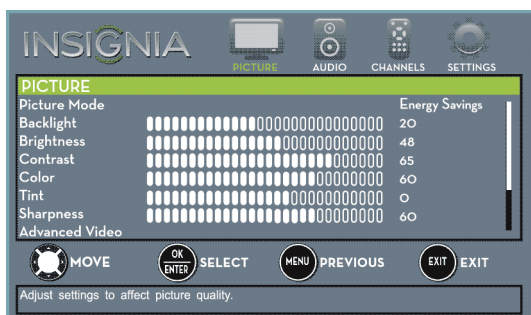 INSIGNIA
PICTURE AUDIO CHANNELS SETTINGS
PICTURE
Picture Mode Energy Savings
Backlight 20
Brightness 48
Contrast 65
Color 60
Tint 0
Sharpness 60
Advanced Video
MOVE OK ENTER SELECT MENU PREVIOUS EXIT EXIT
Adjust settings to affect picture quality.